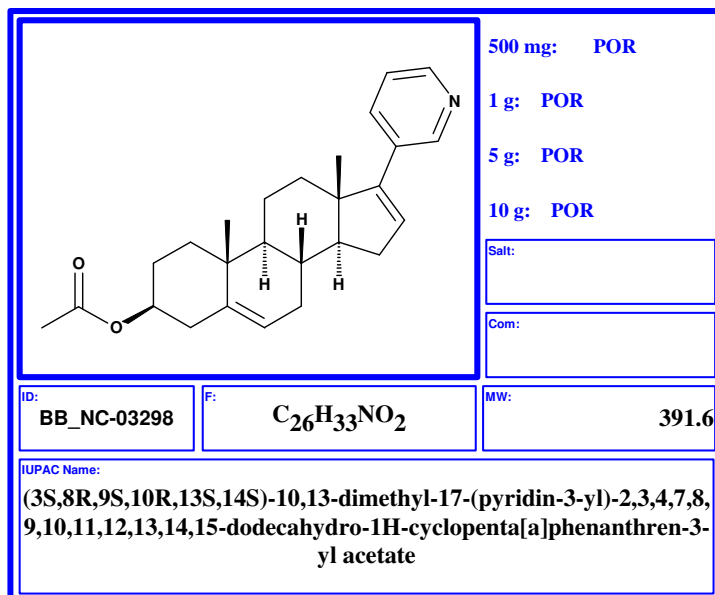 500 mg: POR
1 g: POR
5 g: POR
10 g: POR
N
H
H
H
O
O
Salt:
Com:
ID:
BB_NC-03298
F:
C26H33NO2
MW:
391.6
IUPAC Name:
(3S,8R,9S,10R,13S,14S)-10,13-dimethyl-17-(pyridin-3-yl)-2,3,4,7,8,
9,10,11,12,13,14,15-dodecahydro-1H-cyclopenta[a]phenanthren-3-
yl acetate